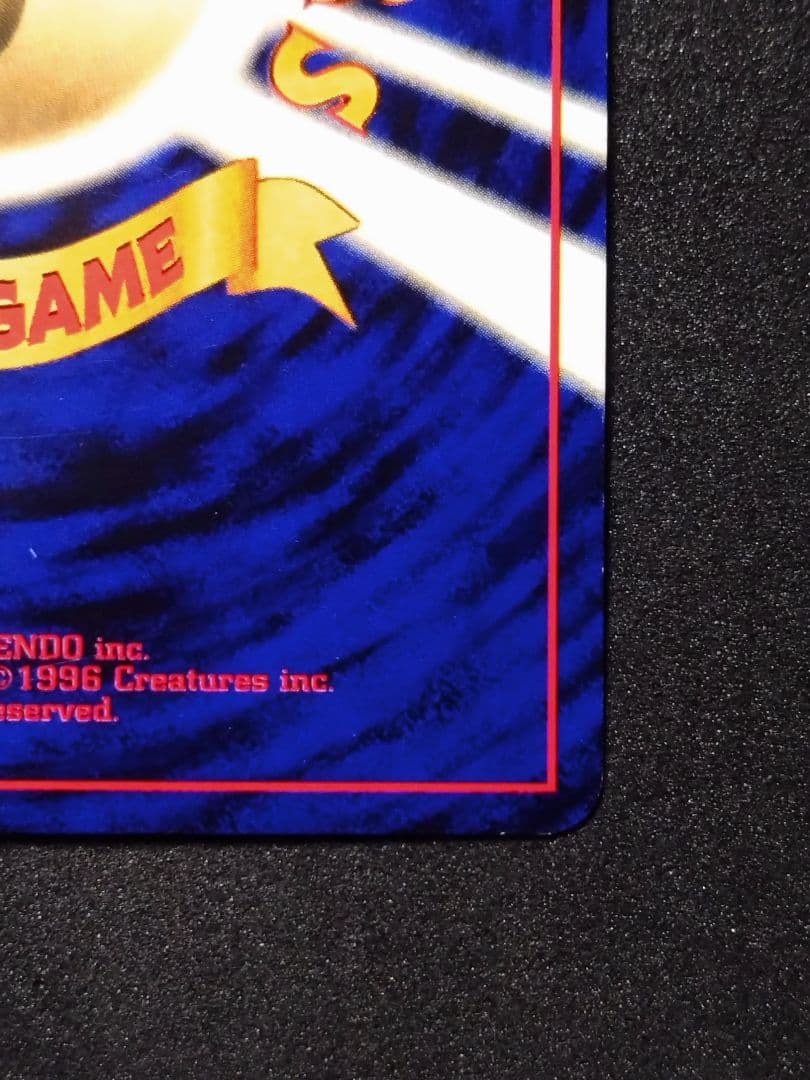 S
GAME
ENDO inc.
©1996 Creatures inc.
eserved.